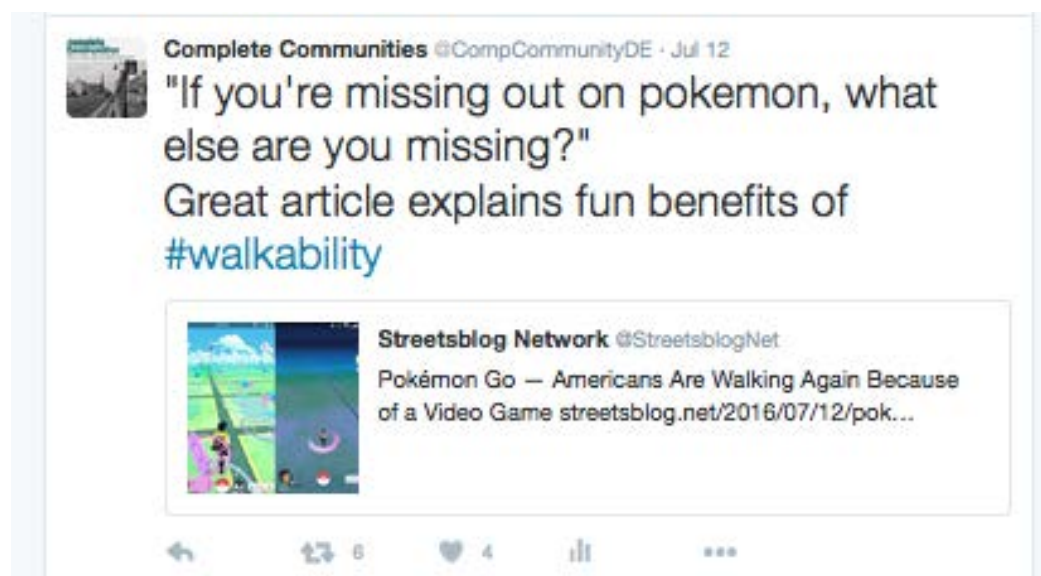 Complete Communities @CompCommunityDE · Jul 12
"If you're missing out on pokemon, what
else are you missing?"
Great article explains fun benefits of
#walkability
Streetsblog Network @StreetsblogNet
Pokémon Go — Americans Are Walking Again Because
of a Video Game streetsblog.net/2016/07/12/pok...
6 4